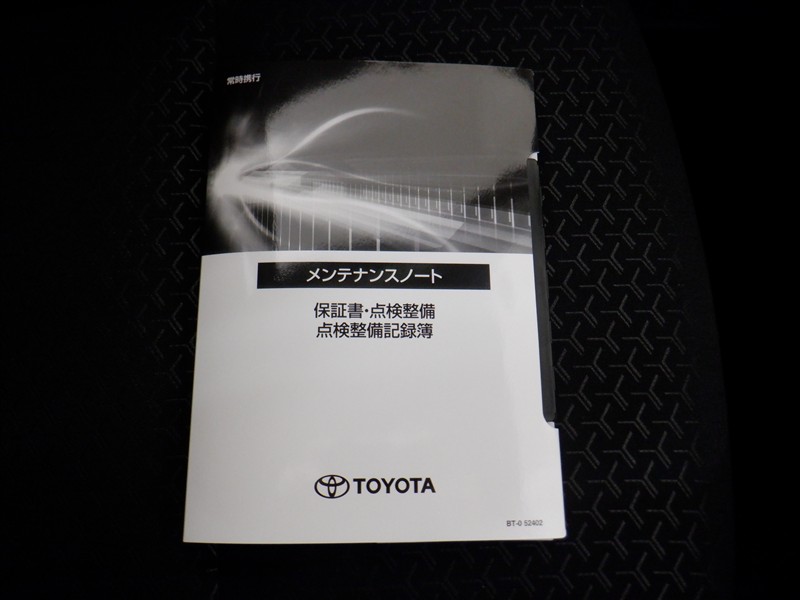 常時携行
メンテナンスノート
保証書・点検整備
点検整備記録簿
TOYOTA
BT-0 52402